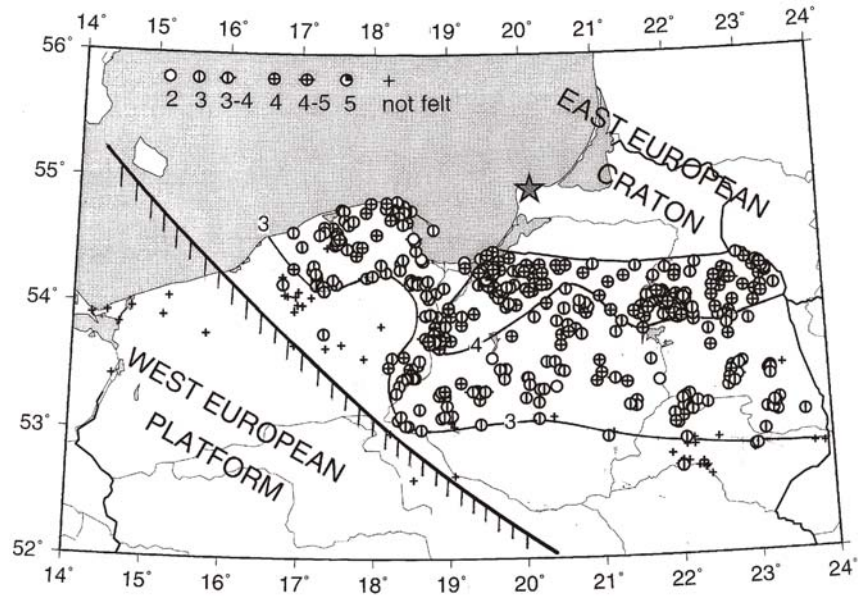 14° 15° 16° 17° 18° 19° 20° 21° 22° 23° 24°
56°
2 3 3-4 4 4-5 5 not felt
EAST EUROPEAN
CRATON
55°
3
54°
4
WEST EUROPEAN
PLATFORM
53°
3
52°
14° 15° 16° 17° 18° 19° 20° 21° 22° 23° 24°